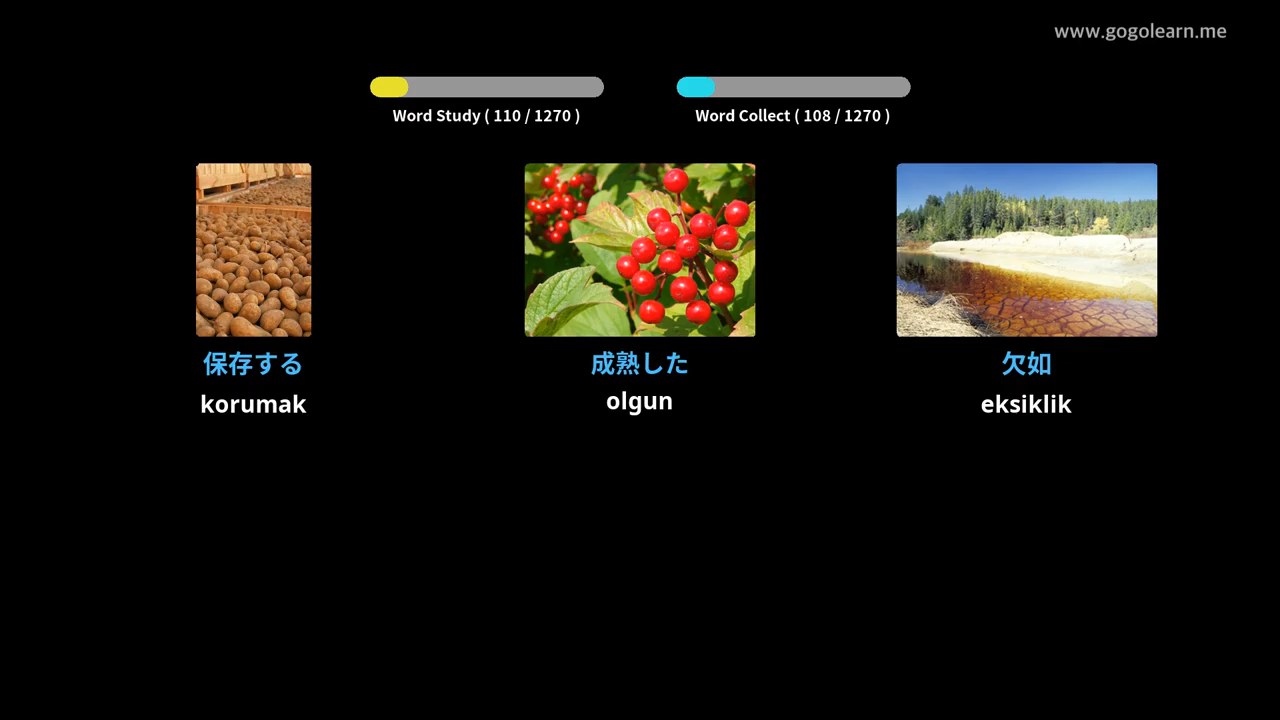 www.gogolearn.me
Word Study ( 110 / 1270 )
Word Collect ( 108 / 1270 )
保存する
成熟した
欠如
korumak
olgun
eksiklik